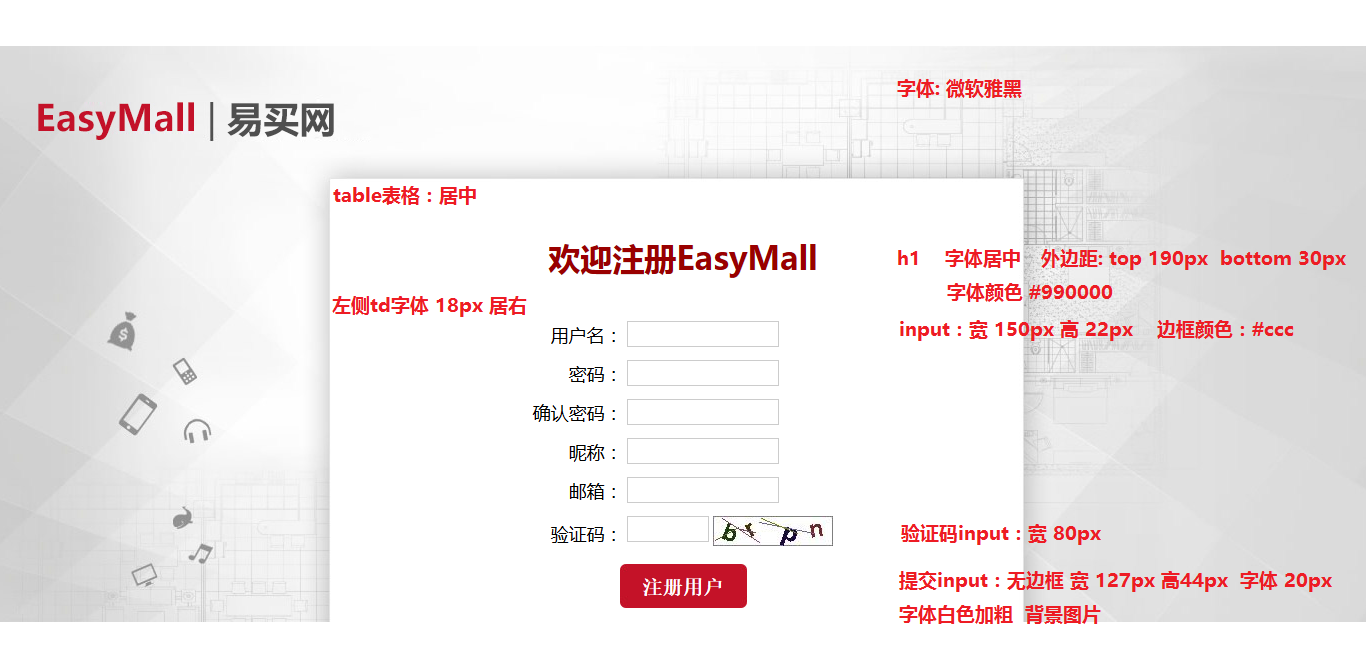 字体: 微软雅黑
EasyMall | 易买网
table表格：居中
欢迎注册EasyMall
h1 字体居中 外边距: top 190px bottom 30px
字体颜色 #990000
左侧td字体 18px 居右
input：宽 150px 高 22px 边框颜色：#ccc
用户名：
密码：
确认密码：
昵称：
邮箱：
验证码：
brpn
验证码input：宽 80px
注册用户
提交input：无边框 宽 127px 高44px 字体 20px
字体白色加粗 背景图片